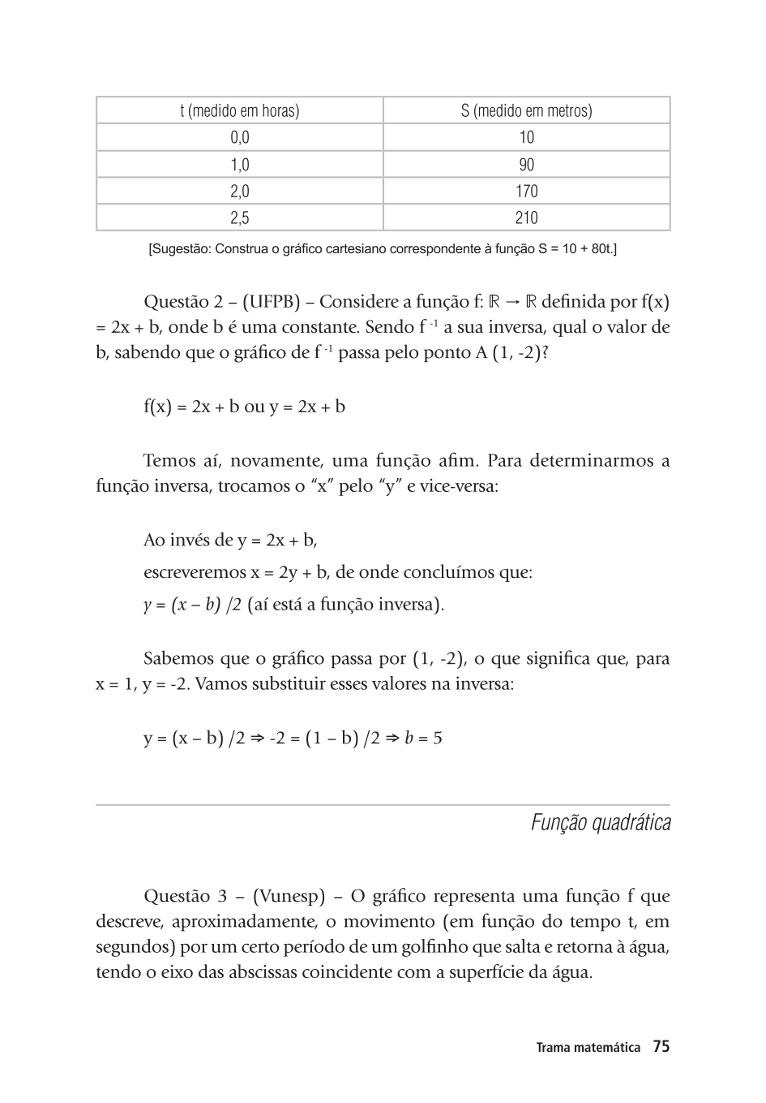 t (medido em horas) S (medido em metros)
0,0 10
1,0 90
2,0 170
2,5 210
[Sugestão: Construa o gráfico cartesiano correspondente à função S = 10 + 80t.]
Questão 2 – (UFPB) – Considere a função f: ℝ → ℝ definida por f(x)
= 2x + b, onde b é uma constante. Sendo f ⁻¹ a sua inversa, qual o valor de
b, sabendo que o gráfico de f ⁻¹ passa pelo ponto A (1, -2)?
f(x) = 2x + b ou y = 2x + b
Temos aí, novamente, uma função afim. Para determinarmos a
função inversa, trocamos o “x” pelo “y” e vice-versa:
Ao invés de y = 2x + b,
escreveremos x = 2y + b, de onde concluímos que:
y = (x – b) /2 (aí está a função inversa).
Sabemos que o gráfico passa por (1, -2), o que significa que, para
x = 1, y = -2. Vamos substituir esses valores na inversa:
y = (x – b) /2 ⇒ -2 = (1 – b) /2 ⇒ b = 5
Função quadrática
Questão 3 – (Vunesp) – O gráfico representa uma função f que
descreve, aproximadamente, o movimento (em função do tempo t, em
segundos) por um certo período de um golfinho que salta e retorna à água,
tendo o eixo das abscissas coincidente com a superfície da água.
Trama matemática 75